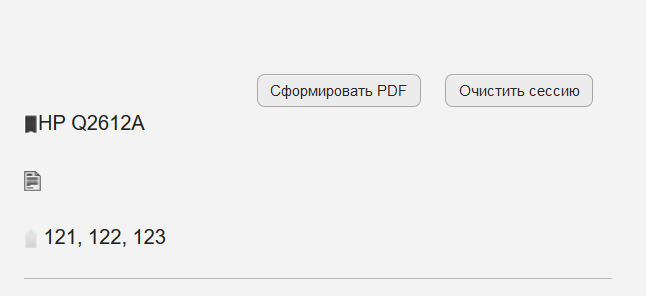 Сформировать PDF Очистить сессию
HP Q2612A
121, 122, 123